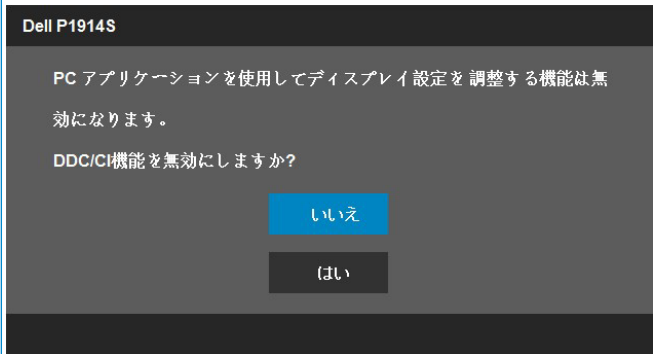 Dell P1914S
PC アプリケーションを使用してディスプレイ設定を 調整する機能は無
効になります。
DDC/CI機能を無効にしますか?
いいえ
はい